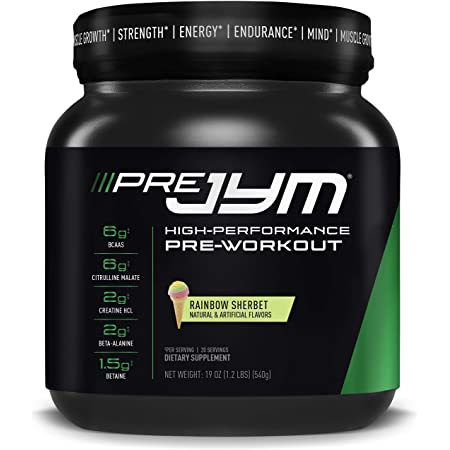 MUSCLE GROWTH* | STRENGTH* | ENERGY* | ENDURANCE* | MIND* | MUSCLE GROW
///PRE JYM®
HIGH-PERFORMANCE
PRE-WORKOUT
6g‡
BCAAS
6g‡
CITRULLINE MALATE
2g‡
CREATINE HCL
2g‡
BETA-ALANINE
1.5g‡
BETAINE
RAINBOW SHERBET
NATURAL & ARTIFICIAL FLAVORS
‡PER SERVING | 20 SERVINGS
DIETARY SUPPLEMENT
NET WEIGHT: 19 OZ (1.2 LBS) (540g)